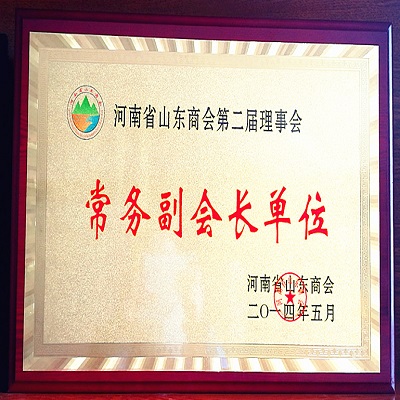 河南省山东商会第二届理事会
常务副会长单位
河南省山东商会
二〇一四年五月